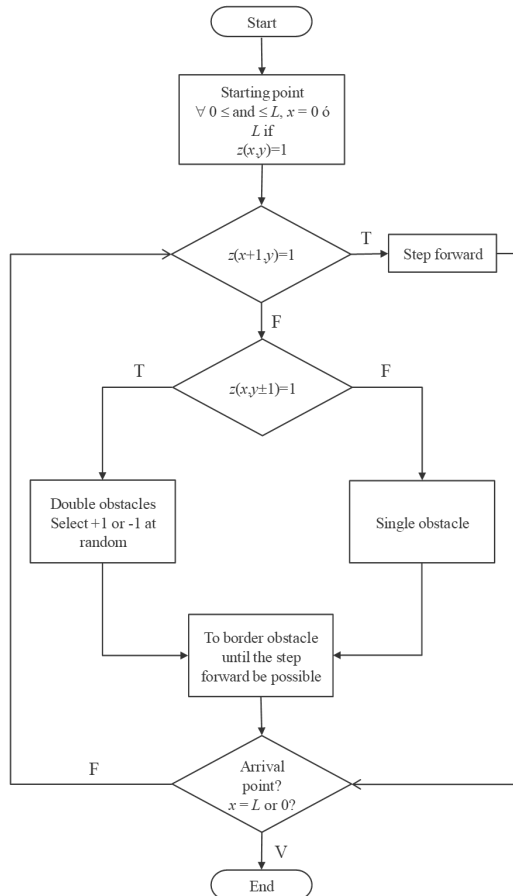 Start
Starting point
∀ 0 ≤ and ≤ L, x = 0 ó
L if
z(x,y)=1
z(x+1,y)=1
T
Step forward
F
z(x,y±1)=1
T
F
Double obstacles
Select +1 or -1 at
random
Single obstacle
To border obstacle
until the step
forward be possible
Arrival
point?
x = L or 0?
F
V
End